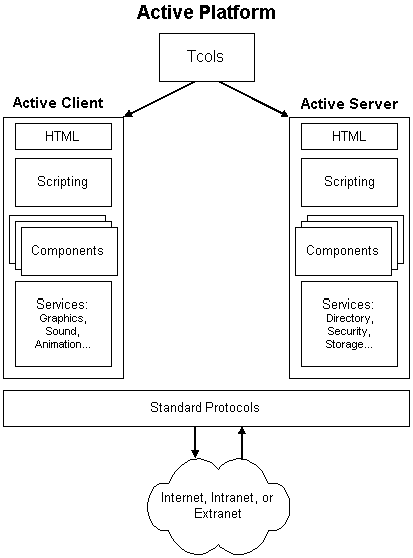 Active Platform
Tools
Active Client
HTML
Scripting
Components
Services:
Graphics,
Sound,
Animation...
Active Server
HTML
Scripting
Components
Services:
Directory,
Security,
Storage...
Standard Protocols
Internet, Intranet, or
Extranet